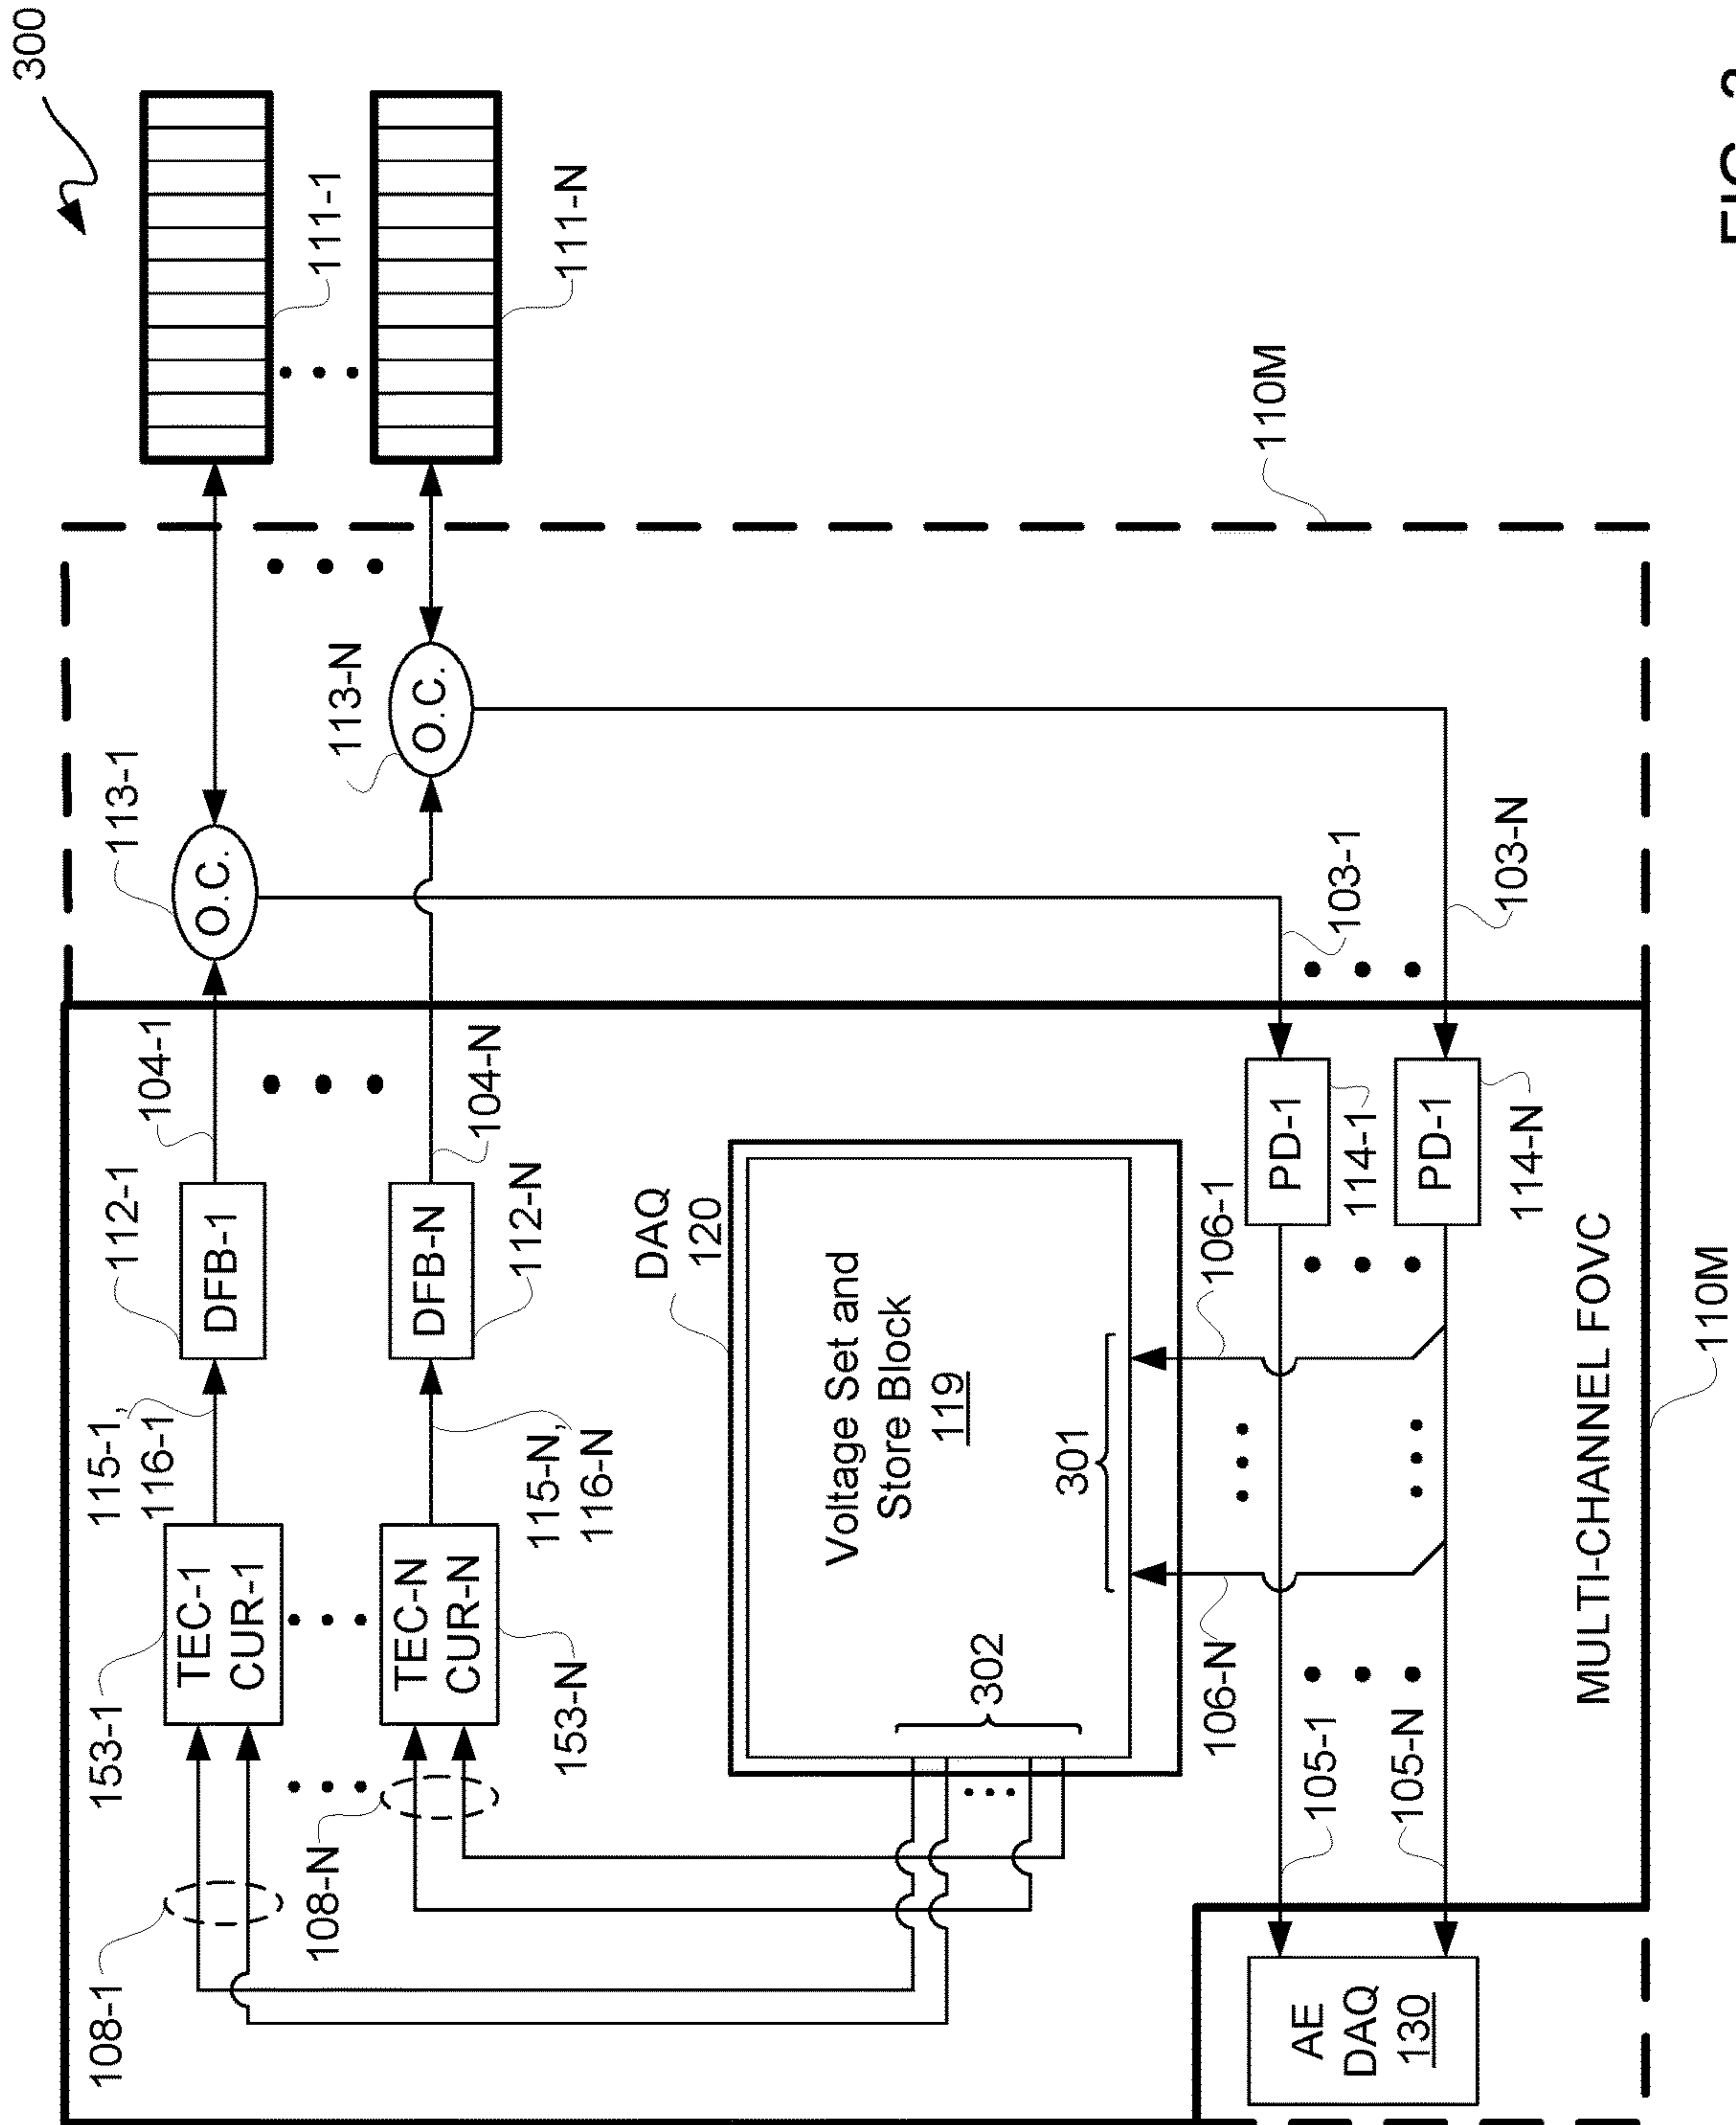 300
111-1
111-N
110M
113-1
O.C.
113-N
O.C.
103-1
103-N
104-1
104-N
112-1
DFB-1
DFB-N
112-N
115-1,
116-1
115-N,
116-N
153-1
TEC-1
CUR-1
TEC-N
CUR-N
153-N
108-1
108-N
DAQ
120
Voltage Set and
Store Block
119
301
302
106-1
106-N
PD-1
114-1
PD-1
114-N
105-1
105-N
AE
DAQ
130
MULTI-CHANNEL FOVC
110M